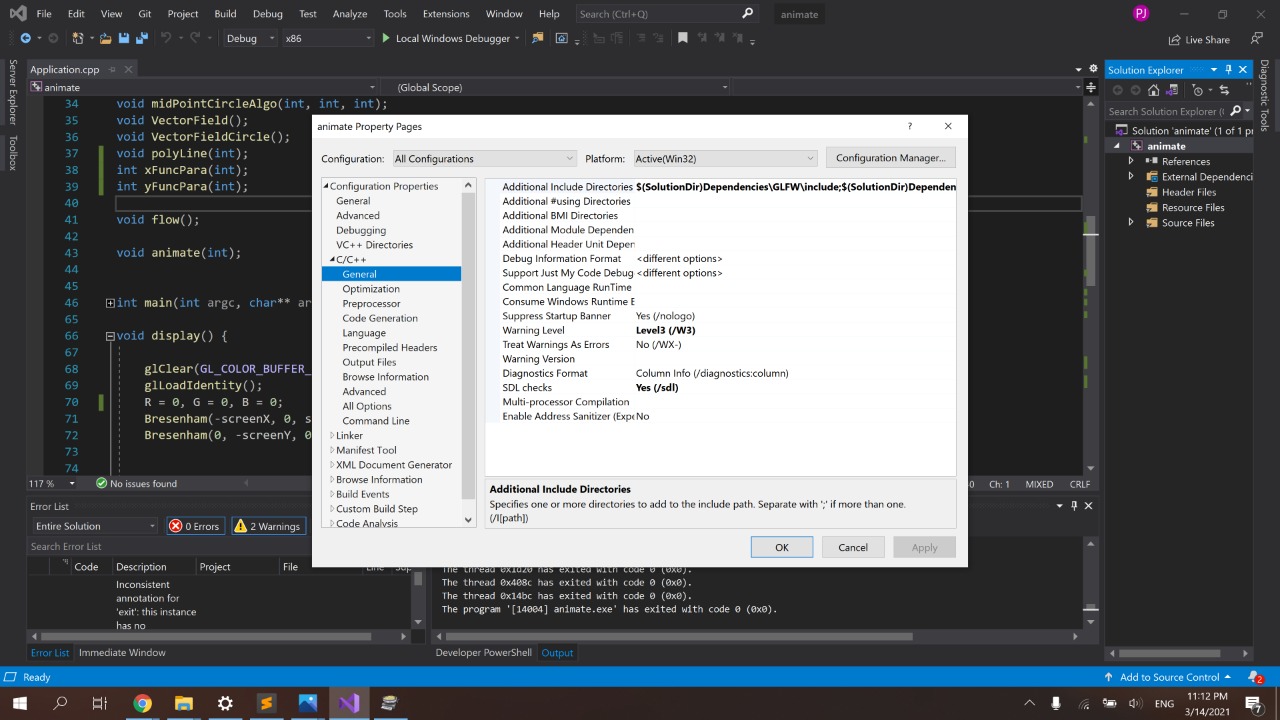 File Edit View Git Project Build Debug Test Analyze Tools Extensions Window Help Search (Ctrl+Q) animate PJ
Debug x86 Local Windows Debugger Live Share
Server Explorer
Toolbox
Application.cpp
animate (Global Scope)
34 void midPointCircleAlgo(int, int, int);
35 void VectorField();
36 void VectorFieldCircle();
37 void polyLine(int);
38 int xFuncPara(int);
39 int yFuncPara(int);
40
41 void flow();
42
43 void animate(int);
44
45
46 int main(int argc, char** ar
65
66 void display() {
67
68 glClear(GL_COLOR_BUFFER_
69 glLoadIdentity();
70 R = 0, G = 0, B = 0;
71 Bresenham(-screenX, 0, s
72 Bresenham(0, -screenY, 0
73
74
117 % No issues found Ch: 1 MIXED CRLF
animate Property Pages
?
Configuration: All Configurations Platform: Active(Win32) Configuration Manager...
Configuration Properties
General
Advanced
Debugging
VC++ Directories
C/C++
General
Optimization
Preprocessor
Code Generation
Language
Precompiled Headers
Output Files
Browse Information
Advanced
All Options
Command Line
Linker
Manifest Tool
XML Document Generator
Browse Information
Build Events
Custom Build Step
Code Analysis
Additional Include Directories $(SolutionDir)Dependencies\GLFW\include;$(SolutionDir)Dependen
Additional #using Directories
Additional BMI Directories
Additional Module Dependen
Additional Header Unit Deper
Debug Information Format <different options>
Support Just My Code Debug <different options>
Common Language RunTime
Consume Windows Runtime E
Suppress Startup Banner Yes (/nologo)
Warning Level Level3 (/W3)
Treat Warnings As Errors No (/WX-)
Warning Version
Diagnostics Format Column Info (/diagnostics:column)
SDL checks Yes (/sdl)
Multi-processor Compilation
Enable Address Sanitizer (Expe No
Additional Include Directories
Specifies one or more directories to add to the include path. Separate with ';' if more than one.
(/I[path])
OK Cancel Apply
Solution Explorer
Search Solution Explorer (
Solution 'animate' (1 of 1 pr
animate
References
External Dependenci
Header Files
Resource Files
Source Files
Diagnostic Tools
Error List
Entire Solution 0 Errors 2 Warnings
Search Error List
Code Description Project File Line
Inconsistent
annotation for
'exit': this instance
has no
The thread 0x1d20 has exited with code 0 (0x0).
The thread 0x408c has exited with code 0 (0x0).
The thread 0x14bc has exited with code 0 (0x0).
The program '[14004] animate.exe' has exited with code 0 (0x0).
Error List Immediate Window
Developer PowerShell Output
Ready Add to Source Control 2
ENG 11:12 PM
3/14/2021
7